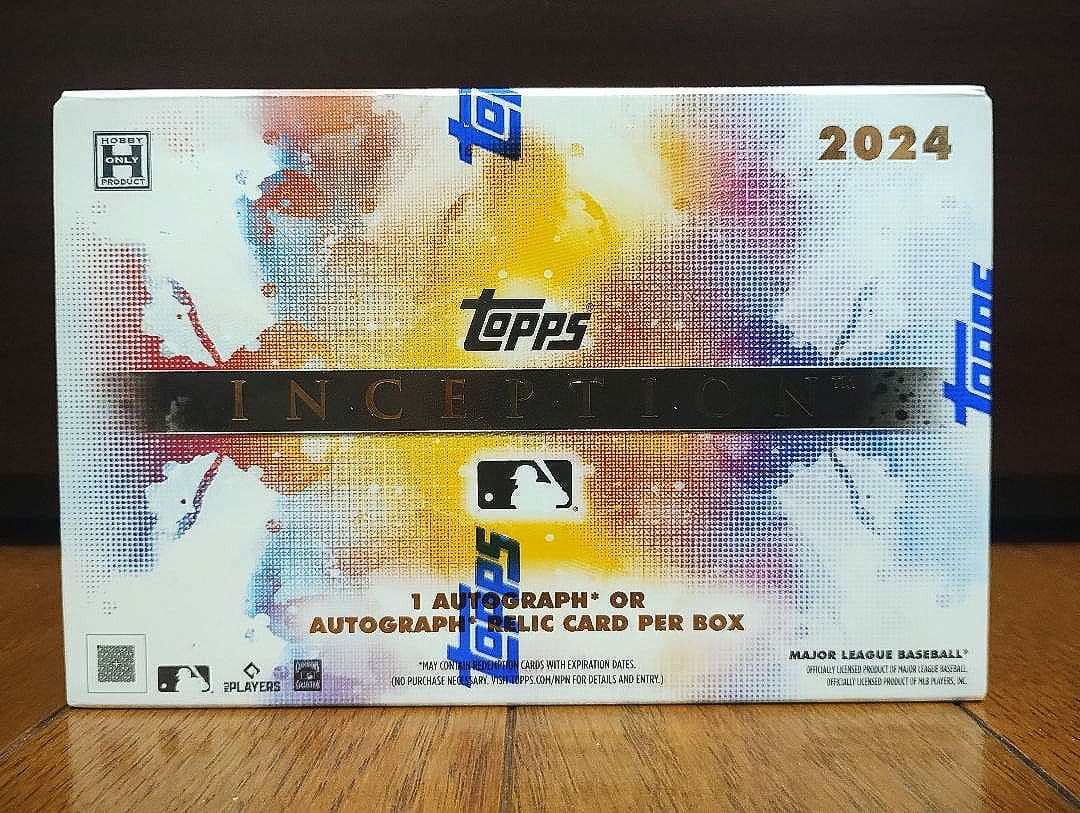 topps
HOBBY
H
ONLY
PRODUCT
2024
topps
topps
INCEPTION™
topps
1 AUTOGRAPH* OR
AUTOGRAPH* RELIC CARD PER BOX
*MAY CONTAIN REDEMPTION CARDS WITH EXPIRATION DATES.
(NO PURCHASE NECESSARY. VISIT TOPPS.COM/NPN FOR DETAILS AND ENTRY.)
PLAYERS
MAJOR LEAGUE BASEBALL®
OFFICIALLY LICENSED PRODUCT OF MAJOR LEAGUE BASEBALL.
OFFICIALLY LICENSED PRODUCT OF MLB PLAYERS, INC.